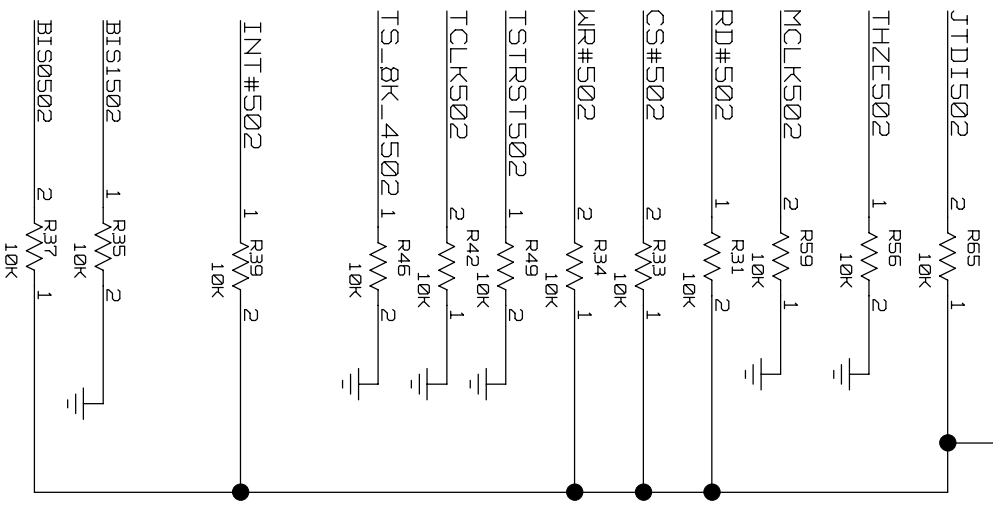 JTDI502
2
R65
10K
1
THZE502
1
R56
10K
2
MCLK502
2
R59
10K
1
RD#502
1
R31
10K
2
CS#502
2
R33
10K
1
WR#502
2
R34
10K
1
TSTRST502
1
R49
10K
2
TCLK502
2
R42
10K
1
TS_8K_4502
1
R46
10K
2
INT#502
1
R39
10K
2
BIS1502
1
R35
10K
2
BIS0502
2
R37
10K
1